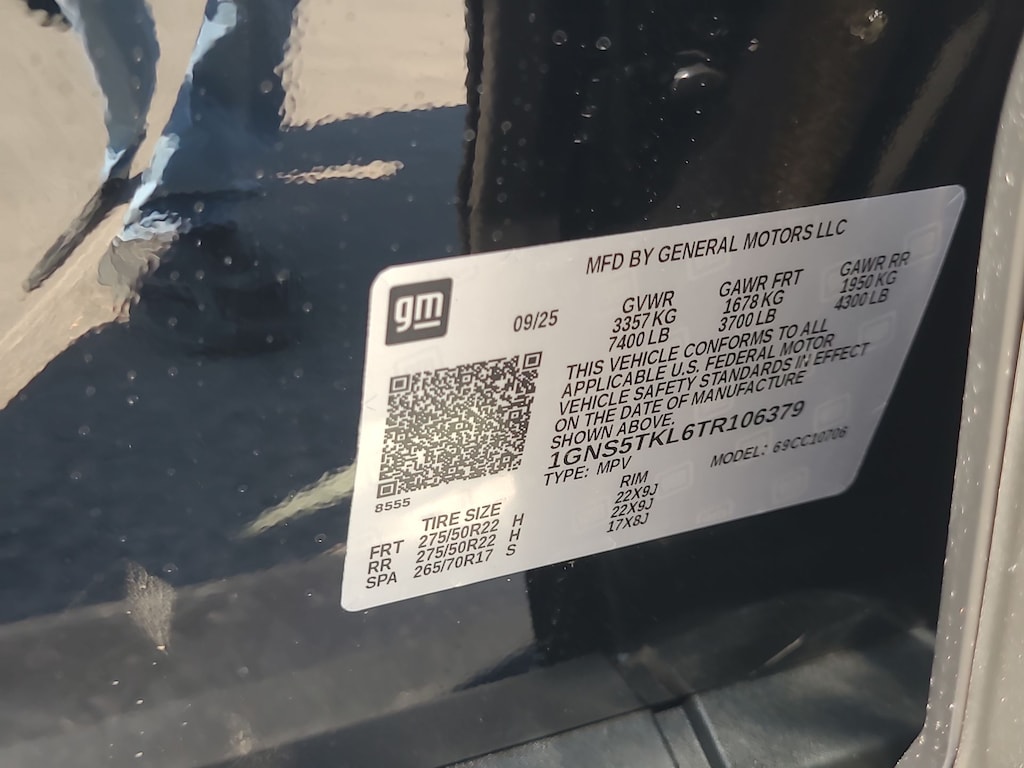 gm
MFD BY GENERAL MOTORS LLC
09/25
GVWR
3357 KG
7400 LB
GAWR FRT
1678 KG
3700 LB
GAWR RR
1950 KG
4300 LB
THIS VEHICLE CONFORMS TO ALL
APPLICABLE U.S. FEDERAL MOTOR
VEHICLE SAFETY STANDARDS IN EFFECT
ON THE DATE OF MANUFACTURE
SHOWN ABOVE.
1GNS5TKL6TR106379
TYPE: MPV
MODEL: 69CC10706
8555
TIRE SIZE
RIM
FRT 275/50R22 H 22X9J
RR 275/50R22 H 22X9J
SPA 265/70R17 S 17X8J